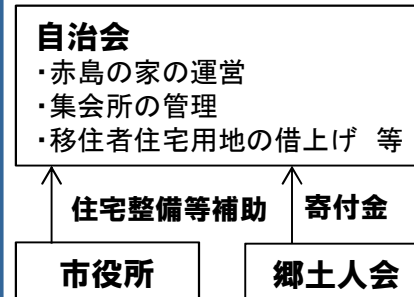 自治会
・赤島の家の運営
・集会所の管理
・移住者住宅用地の借上げ 等
住宅整備等補助 寄付金
市役所 郷土人会